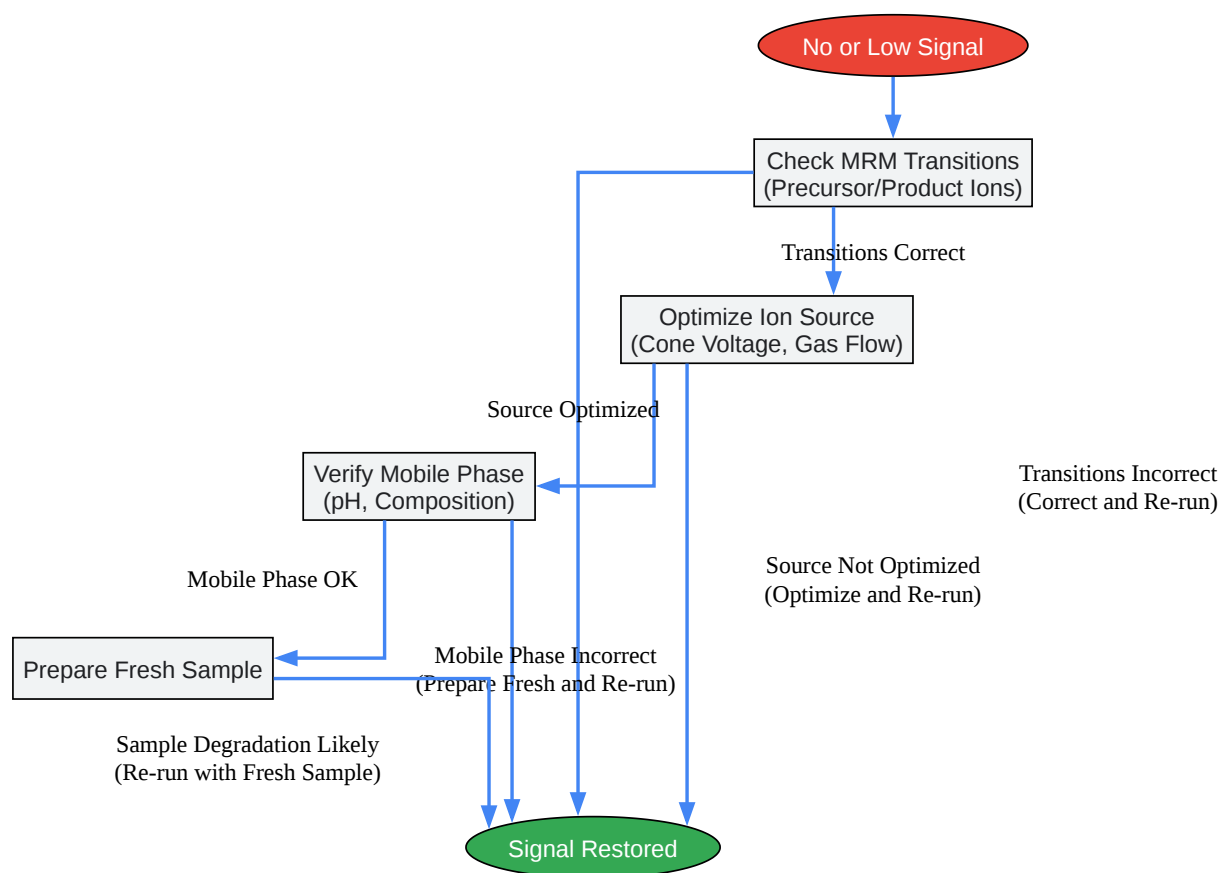 No or Low Signal
Check MRM Transitions
(Precursor/Product Ions)
Transitions Correct
Optimize Ion Source
(Cone Voltage, Gas Flow)
Source Optimized
Verify Mobile Phase
(pH, Composition)
Transitions Incorrect
(Correct and Re-run)
Mobile Phase OK
Source Not Optimized
(Optimize and Re-run)
Prepare Fresh Sample
Mobile Phase Incorrect
(Prepare Fresh and Re-run)
Sample Degradation Likely
(Re-run with Fresh Sample)
Signal Restored